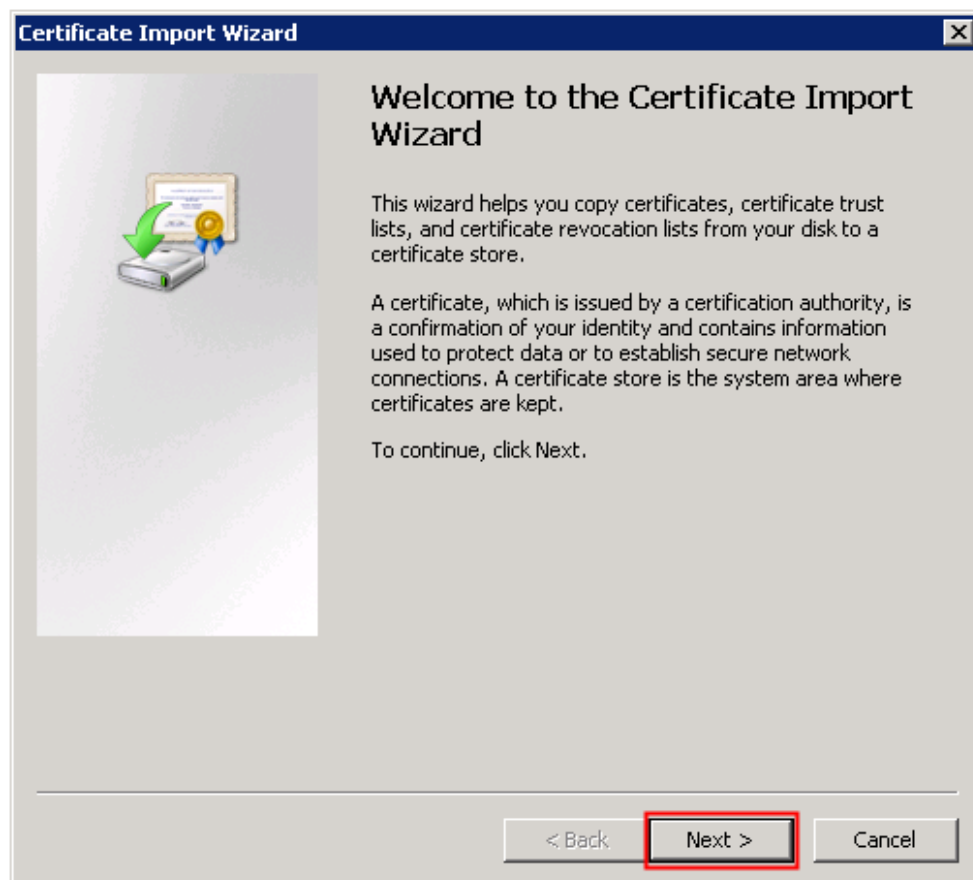 Certificate Import Wizard
Welcome to the Certificate Import
Wizard
This wizard helps you copy certificates, certificate trust
lists, and certificate revocation lists from your disk to a
certificate store.
A certificate, which is issued by a certification authority, is
a confirmation of your identity and contains information
used to protect data or to establish secure network
connections. A certificate store is the system area where
certificates are kept.
To continue, click Next.
< Back
Next >
Cancel